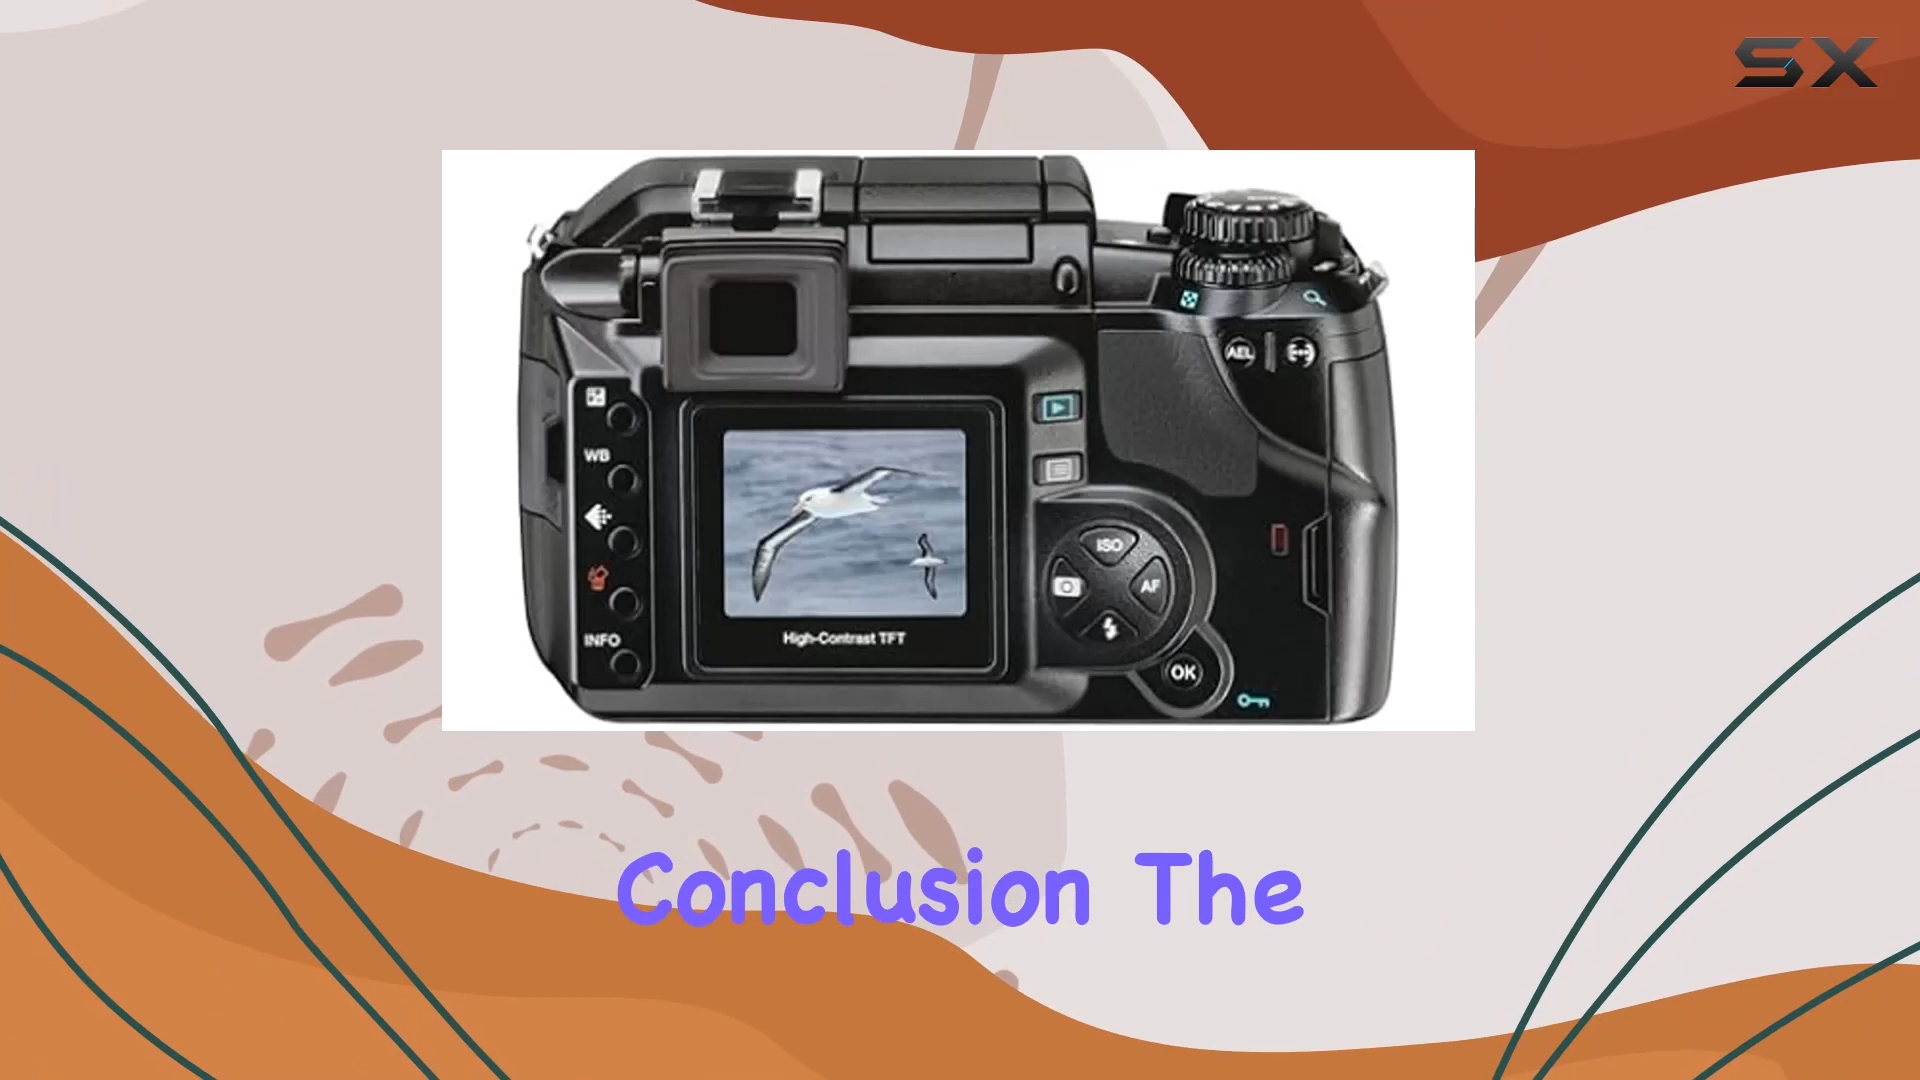 SX
AEL
WB
ISO
AF
High-Contrast TFT
INFO
OK
Conclusion The